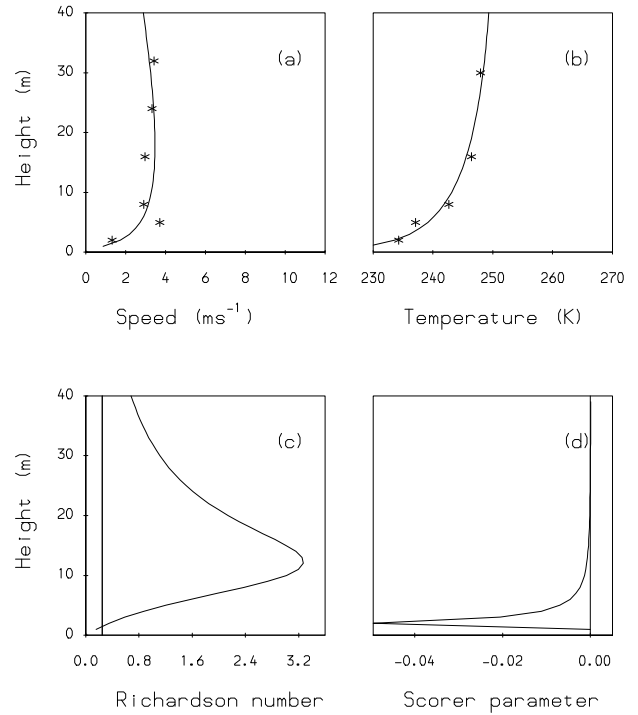 40
30
20
10
0
Height (m)
(a)
0 2 4 6 8 10 12
Speed (ms⁻¹)
(b)
230 240 250 260 270
Temperature (K)
40
30
20
10
0
Height (m)
(c)
0.0 0.8 1.6 2.4 3.2
Richardson number
(d)
-0.04 -0.02 0.00
Scorer parameter